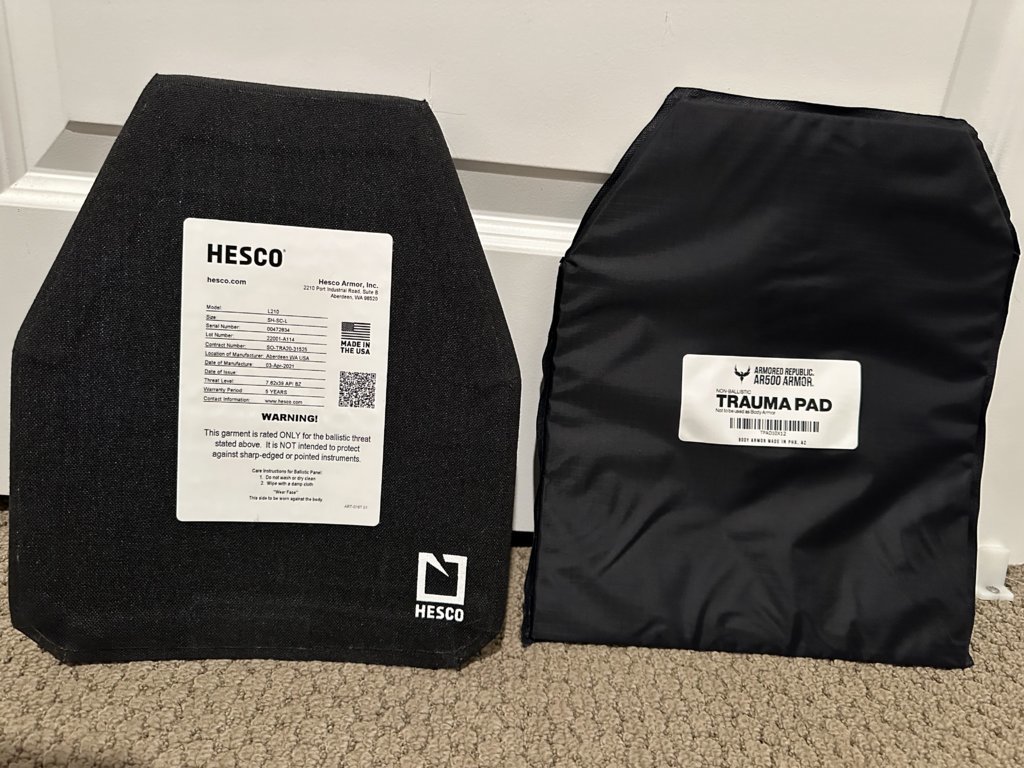 HESCO®
hesco.com
Hesco Armor, Inc.
2210 Port Industrial Road, Suite B
Aberdeen, WA 98520
Model: L210
Size: SH-SC-L
Serial Number: 00472634
Lot Number: 22001-A114
Contract Number: SO-TRA20-31525
Location of Manufacture: Aberdeen WA USA
Date of Manufacture: 03-Apr-2021
Date of Issue:
Threat Level: 7.62x39 API BZ
Warranty Period: 5 YEARS
Contact Information: www.hesco.com
MADE IN
THE USA
WARNING!
This garment is rated ONLY for the ballistic threat
stated above. It is NOT intended to protect
against sharp-edged or pointed instruments.
Care Instructions for Ballistic Panel:
1. Do not wash or dry clean
2. Wipe with a damp cloth
"Wear Face"
This side to be worn against the body
HESCO
ARMORED REPUBLIC.
AR500 ARMOR.
NON-BALLISTIC
TRAUMA PAD
Not to be used as Body Armor
TPAD10X12
BODY ARMOR MADE IN PHX, AZ